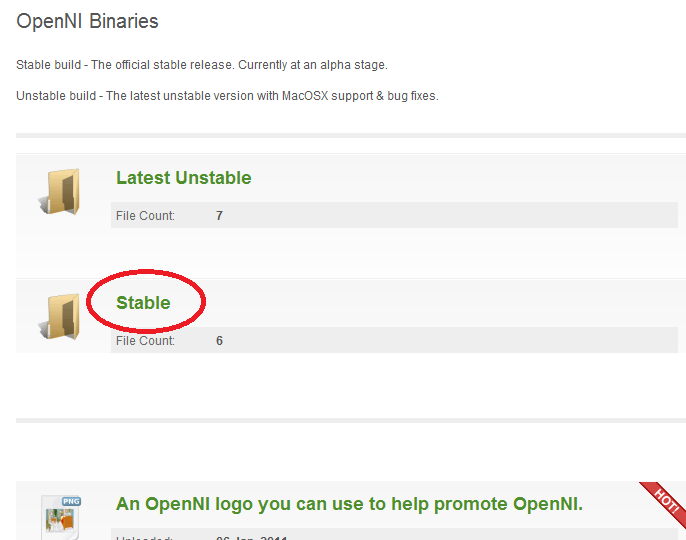 OpenNI Binaries
Stable build - The official stable release. Currently at an alpha stage.
Unstable build - The latest unstable version with MacOSX support & bug fixes.
Latest Unstable
File Count: 7
Stable
File Count: 6
PNG
An OpenNI logo you can use to help promote OpenNI.
HOT!
Uploaded: 06 Jan, 2011